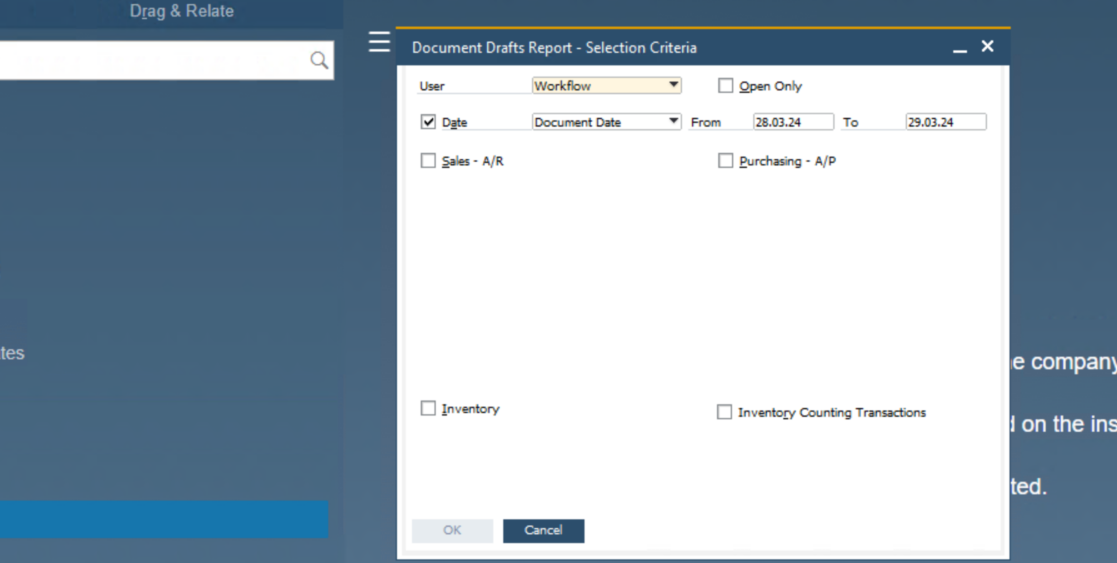 Drag & Relate
Document Drafts Report - Selection Criteria
User Workflow Open Only
Date Document Date From 28.03.24 To 29.03.24
Sales - A/R Purchasing - A/P
tes
e company
Inventory Inventory Counting Transactions
on the ins
ted.
OK Cancel